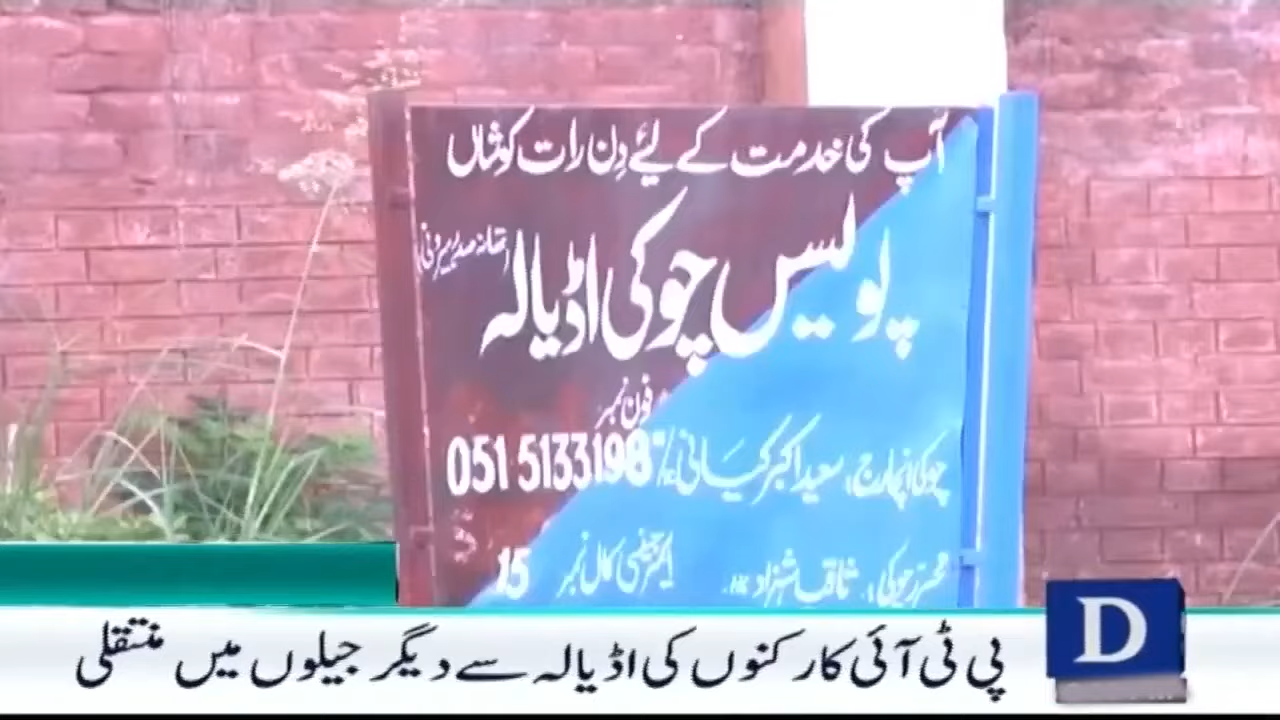 آپ کی خدمت کے لئے دن رات کوشاں
پولیس چوکی اڈیالہ (تھانہ صدر بیرونی)
فون نمبر
چوکی انچارج، سعید اکبر کیانی 051 5133198
محرر چوکی، ثاقب شہزاد ایمرجنسی کال نمبر 15
D
پی ٹی آئی کارکنوں کی اڈیالہ سے دیگر جیلوں میں منتقلی